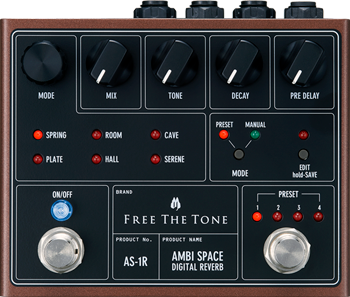 MODE
MIX
TONE
DECAY
PRE DELAY
SPRING
ROOM
CAVE
PLATE
HALL
SERENE
PRESET
MANUAL
MODE
EDIT
hold-SAVE
ON/OFF
BRAND
FREE THE TONE
PRESET
1 2 3 4
PRODUCT No.
AS-1R
PRODUCT NAME
AMBI SPACE
DIGITAL REVERB